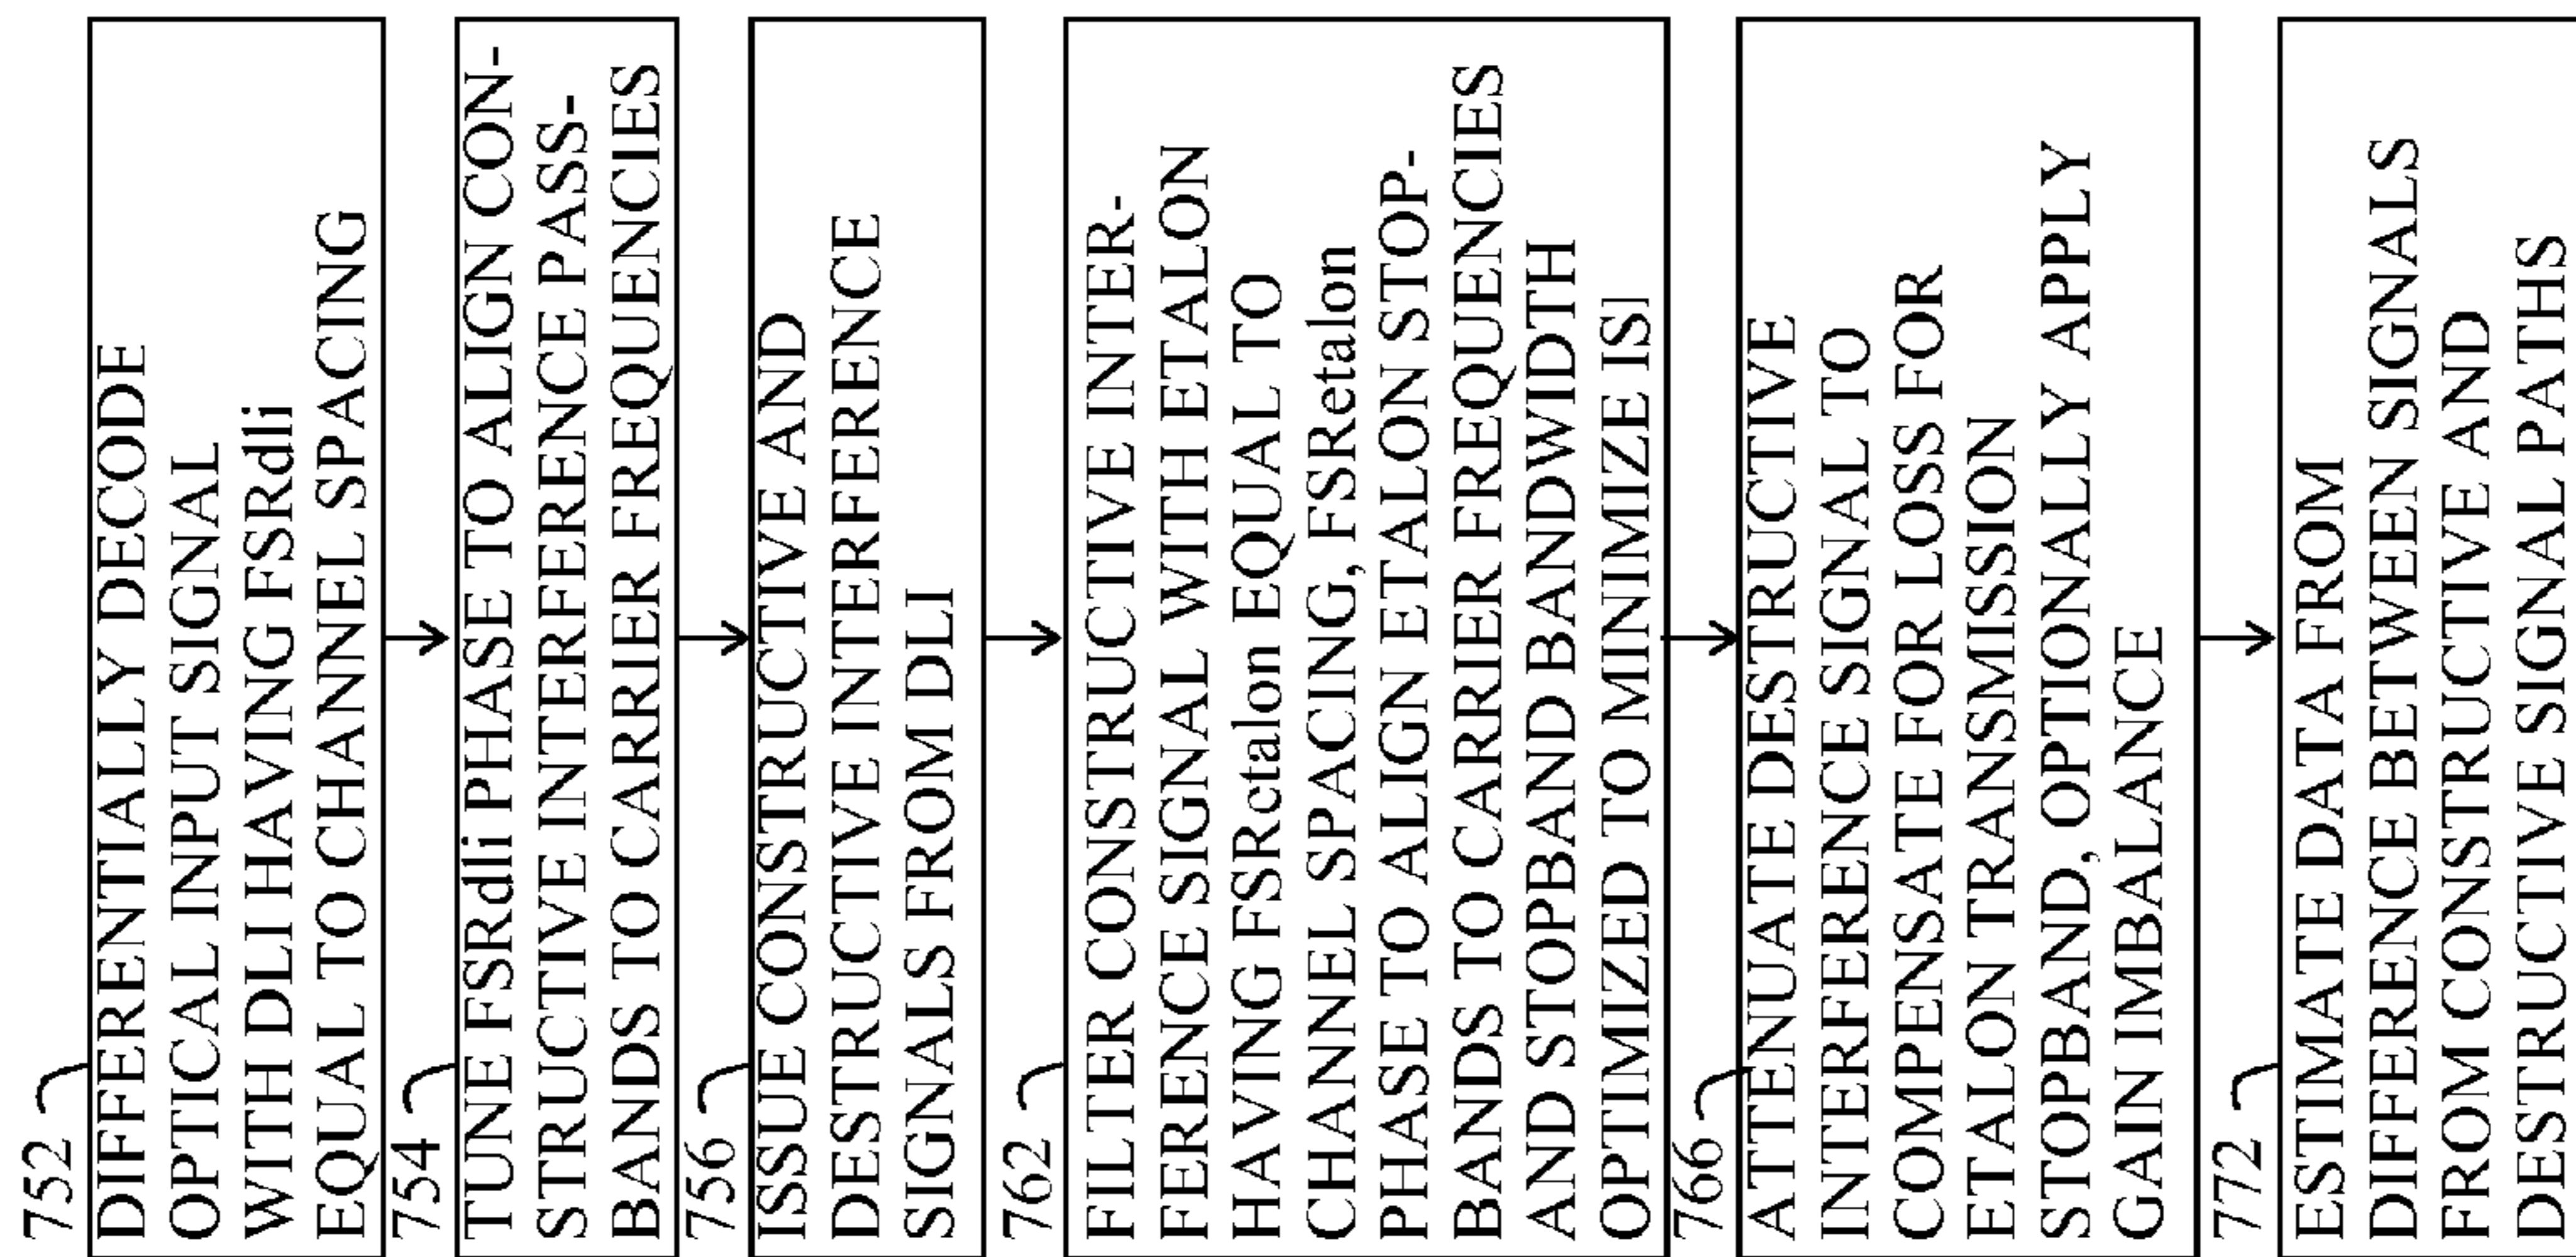 752
DIFFERENTIALLY DECODE
OPTICAL INPUT SIGNAL
WITH DLI HAVING FSRdli
EQUAL TO CHANNEL SPACING
754
TUNE FSRdli PHASE TO ALIGN CON-
STRUCTIVE INTERFERENCE PASS-
BANDS TO CARRIER FREQUENCIES
756
ISSUE CONSTRUCTIVE AND
DESTRUCTIVE INTERFERENCE
SIGNALS FROM DLI
762
FILTER CONSTRUCTIVE INTER-
FERENCE SIGNAL WITH ETALON
HAVING FSRetalon EQUAL TO
CHANNEL SPACING, FSRetalon
PHASE TO ALIGN ETALON STOP-
BANDS TO CARRIER FREQUENCIES
AND STOPBAND BANDWIDTH
OPTIMIZED TO MINIMIZE ISI
766
ATTENUATE DESTRUCTIVE
INTERFERENCE SIGNAL TO
COMPENSATE FOR LOSS FOR
ETALON TRANSMISSION
STOPBAND, OPTIONALLY APPLY
GAIN IMBALANCE
772
ESTIMATE DATA FROM
DIFFERENCE BETWEEN SIGNALS
FROM CONSTRUCTIVE AND
DESTRUCTIVE SIGNAL PATHS